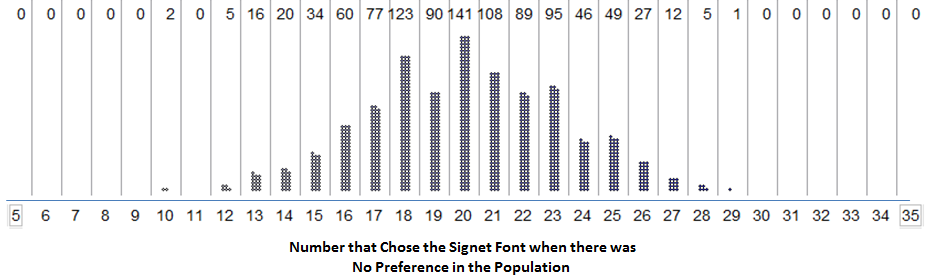 0 0 0 0 0 2 0 5 16 20 34 60 77 123 90 141 108 89 95 46 49 27 12 5 1 0 0 0 0 0 0
5 6 7 8 9 10 11 12 13 14 15 16 17 18 19 20 21 22 23 24 25 26 27 28 29 30 31 32 33 34 35
Number that Chose the Signet Font when there was
No Preference in the Population